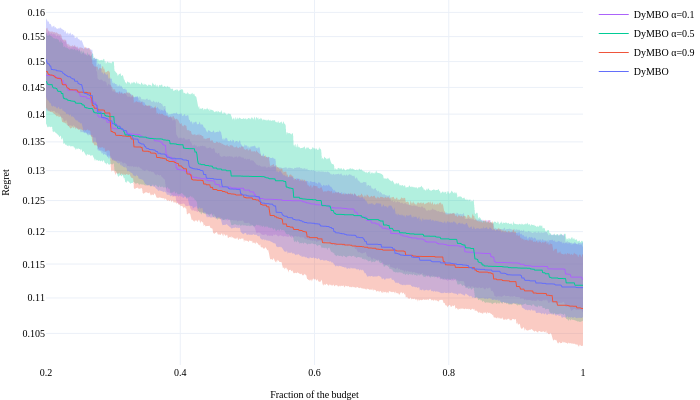 0.16
0.155
0.15
0.145
0.14
0.135
0.13
0.125
0.12
0.115
0.11
0.105
Regret
0.2
0.4
0.6
0.8
1
Fraction of the budget
DyMBO α=0.1
DyMBO α=0.5
DyMBO α=0.9
DyMBO